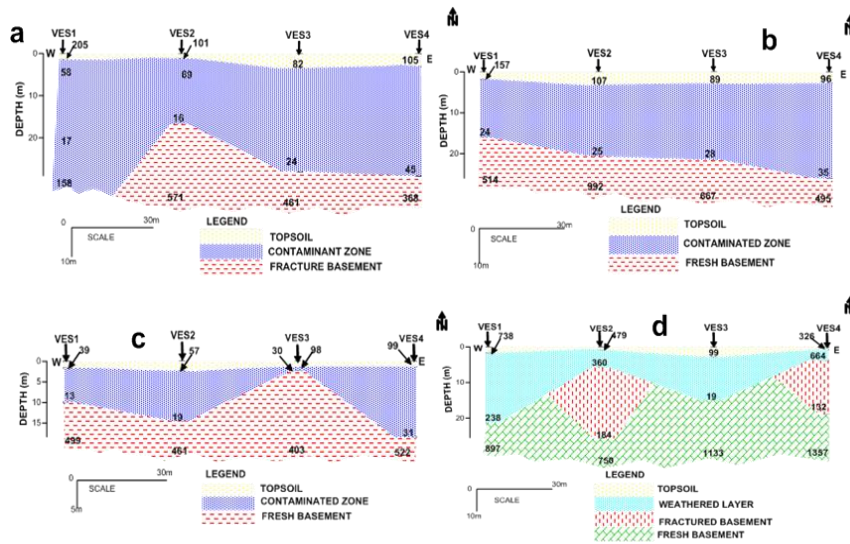 a
VES1
205
VES2
101
VES3
VES4
W
E
0
10
20
DEPTH (m)
58
69
82
105
17
16
24
45
158
571
461
368
0
30m
SCALE
10m
LEGEND
TOPSOIL
CONTAMINANT ZONE
FRACTURE BASEMENT
N
N
b
VES1
157
VES2
VES3
VES4
W
E
0
10
20
DEPTH (m)
107
89
96
24
25
28
35
514
992
667
495
0
30m
SCALE
10m
LEGEND
TOPSOIL
CONTAMINATED ZONE
FRESH BASEMENT
c
N
VES1
39
VES2
57
VES3
30
98
99
VES4
W
E
0
5
10
15
DEPTH (m)
13
19
31
499
461
403
522
0
30m
SCALE
5m
LEGEND
TOPSOIL
CONTAMINATED ZONE
FRESH BASEMENT
d
N
VES1
738
VES2
479
VES3
326
VES4
W
E
0
10
20
DEPTH (m)
360
99
664
19
238
184
132
897
750
1133
1357
0
30m
SCALE
10m
LEGEND
TOPSOIL
WEATHERED LAYER
FRACTURED BASEMENT
FRESH BASEMENT